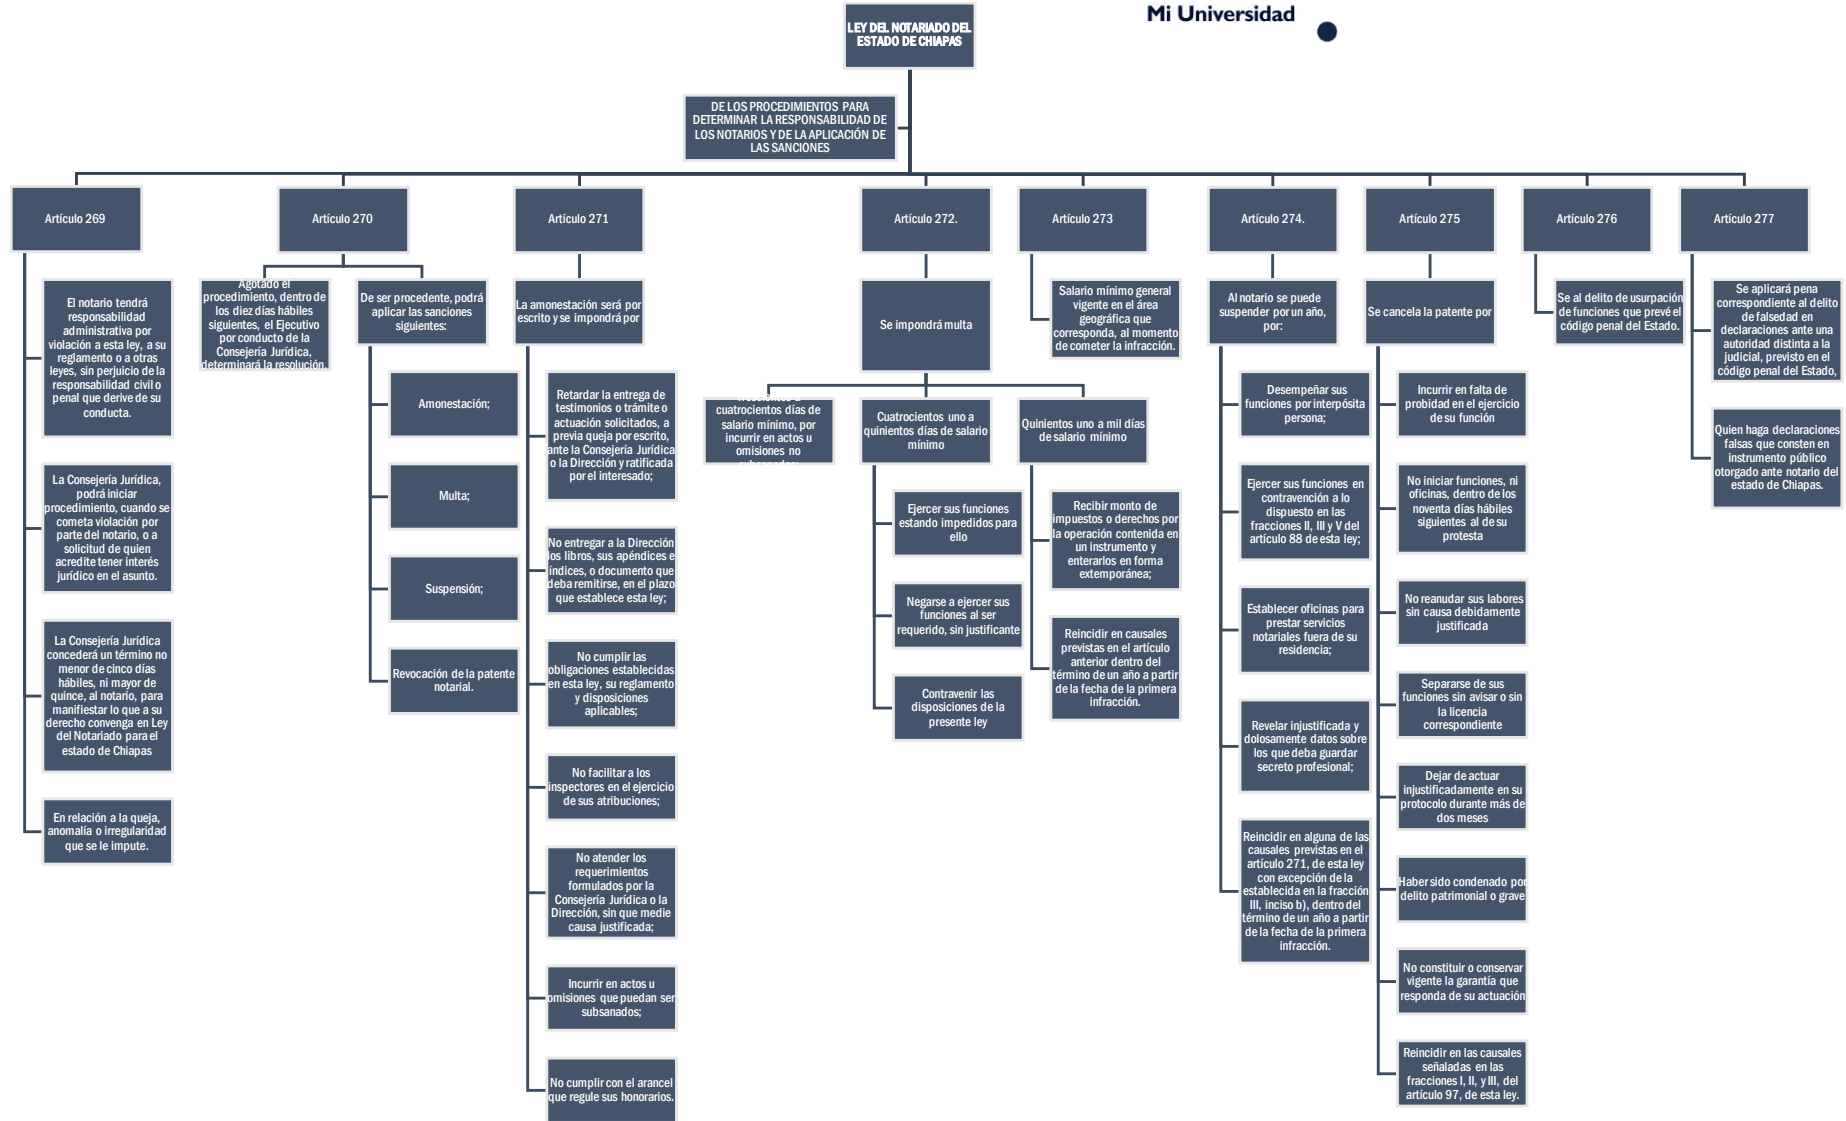 Mi Universidad
LEY DEL NOTARIADO DEL
ESTADO DE CHIAPAS
DE LOS PROCEDIMIENTOS PARA
DETERMINAR LA RESPONSABILIDAD DE
LOS NOTARIOS Y DE LA APLICACIÓN DE
LAS SANCIONES
Artículo 269
El notario tendrá
responsabilidad
administrativa por
violación a esta ley, a su
reglamento o a otras
leyes, sin perjuicio de la
responsabilidad civil o
penal que derive de su
conducta.
La Consejería Jurídica,
podrá iniciar
procedimiento, cuando se
cometa violación por
parte del notario, o a
solicitud de quien
acredite tener interés
jurídico en el asunto.
La Consejería Jurídica
concederá un término no
menor de cinco días
hábiles, ni mayor de
quince, al notario, para
manifiestar lo que a su
derecho convenga en Ley
del Notariado para el
estado de Chiapas
En relación a la queja,
anomalía o irregularidad
que se le impute.
Artículo 270
Agotado el
procedimiento, dentro de
los diez días hábiles
siguientes, el Ejecutivo
por conducto de la
Consejería Jurídica,
determinará la resolución.
De ser procedente, podrá
aplicar las sanciones
siguientes:
Amonestación;
Multa;
Suspensión;
Revocación de la patente
notarial.
Artículo 271
La amonestación será por
escrito y se impondrá por
Retardar la entrega de
testimonios o trámite o
actuación solicitados, a
previa queja por escrito,
ante la Consejería Jurídica
o la Dirección y ratificada
por el interesado;
No entregar a la Dirección
los libros, sus apéndices e
índices, o documento que
deba remitirse, en el plazo
que establece esta ley;
No cumplir las
obligaciones establecidas
en esta ley, su reglamento
y disposiciones
aplicables;
No facilitar a los
inspectores en el ejercicio
de sus atribuciones;
No atender los
requerimientos
formulados por la
Consejería Jurídica o la
Dirección, sin que medie
causa justificada;
Incurrir en actos u
omisiones que puedan ser
subsanados;
No cumplir con el arancel
que regule sus honorarios.
Artículo 272.
Se impondrá multa
cuatrocientos días de
salario mínimo, por
incurrir en actos u
omisiones no
Cuatrocientos uno a
quinientos días de salario
mínimo
Ejercer sus funciones
estando impedidos para
ello
Negarse a ejercer sus
funciones al ser
requerido, sin justificante
Contravenir las
disposiciones de la
presente ley
Quinientos uno a mil días
de salario mínimo
Recibir monto de
impuestos o derechos por
la operación contenida en
un instrumento y
enterarlos en forma
extemporánea;
Reincidir en causales
previstas en el artículo
anterior dentro del
término de un año a partir
de la fecha de la primera
infracción.
Artículo 273
Salario mínimo general
vigente en el área
geográfica que
corresponda, al momento
de cometer la infracción.
Artículo 274.
Al notario se puede
suspender por un año,
por:
Desempeñar sus
funciones por interpósita
persona;
Ejercer sus funciones en
contravención a lo
dispuesto en las
fracciones II, III y V del
artículo 88 de esta ley;
Establecer oficinas para
prestar servicios
notariales fuera de su
residencia;
Revelar injustificada y
dolosamente datos sobre
los que deba guardar
secreto profesional;
Reincidir en alguna de las
causales previstas en el
artículo 271, de esta ley
con excepción de la
establecida en la fracción
III, inciso b), dentro del
término de un año a partir
de la fecha de la primera
infracción.
Artículo 275
Se cancela la patente por
Incurrir en falta de
probidad en el ejercicio
de su función
No iniciar funciones, ni
oficinas, dentro de los
noventa días hábiles
siguientes al de su
protesta
No reanudar sus labores
sin causa debidamente
justificada
Separarse de sus
funciones sin avisar o sin
la licencia
correspondiente
Dejar de actuar
injustificadamente en su
protocolo durante más de
dos meses
Haber sido condenado por
delito patrimonial o grave
No constituir o conservar
vigente la garantía que
responda de su actuación
Reincidir en las causales
señaladas en las
fracciones I, II, y III, del
artículo 97, de esta ley.
Artículo 276
Se al delito de usurpación
de funciones que prevé el
código penal del Estado.
Artículo 277
Se aplicará pena
correspondiente al delito
de falsedad en
declaraciones ante una
autoridad distinta a la
judicial, previsto en el
código penal del Estado,
Quien haga declaraciones
falsas que consten en
instrumento público
otorgado ante notario del
estado de Chiapas.